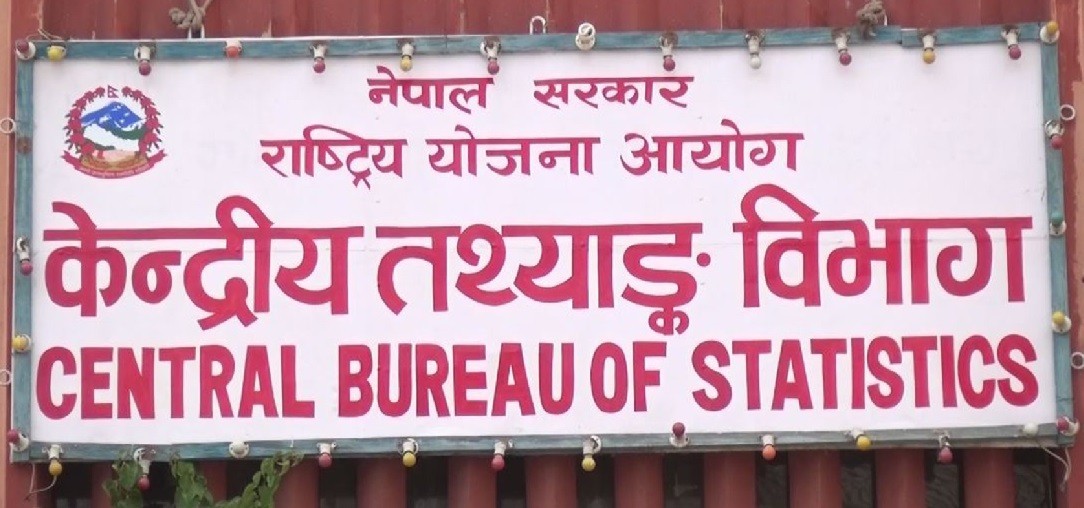 नेपाल सरकार
राष्ट्रिय योजना आयोग
केन्द्रीय तथ्याङ्क विभाग
CENTRAL BUREAU OF STATISTICS